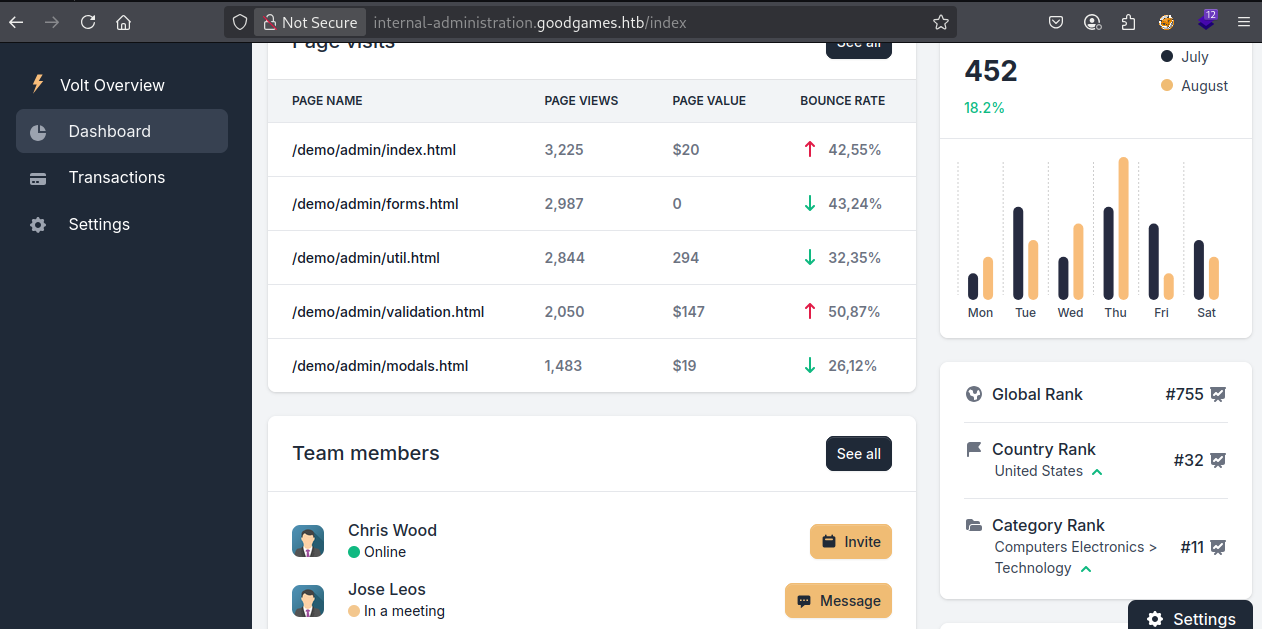 Not Secure internal-administration.goodgames.htb/index 12
Volt Overview
Dashboard
Transactions
Settings
Page visits See all
PAGE NAME PAGE VIEWS PAGE VALUE BOUNCE RATE
/demo/admin/index.html 3,225 $20 42,55%
/demo/admin/forms.html 2,987 0 43,24%
/demo/admin/util.html 2,844 294 32,35%
/demo/admin/validation.html 2,050 $147 50,87%
/demo/admin/modals.html 1,483 $19 26,12%
Team members See all
Chris Wood
Online
Invite
Jose Leos
In a meeting
Message
452
18.2%
July
August
Mon Tue Wed Thu Fri Sat
Global Rank #755
Country Rank
United States
#32
Category Rank
Computers Electronics >
Technology
#11
Settings